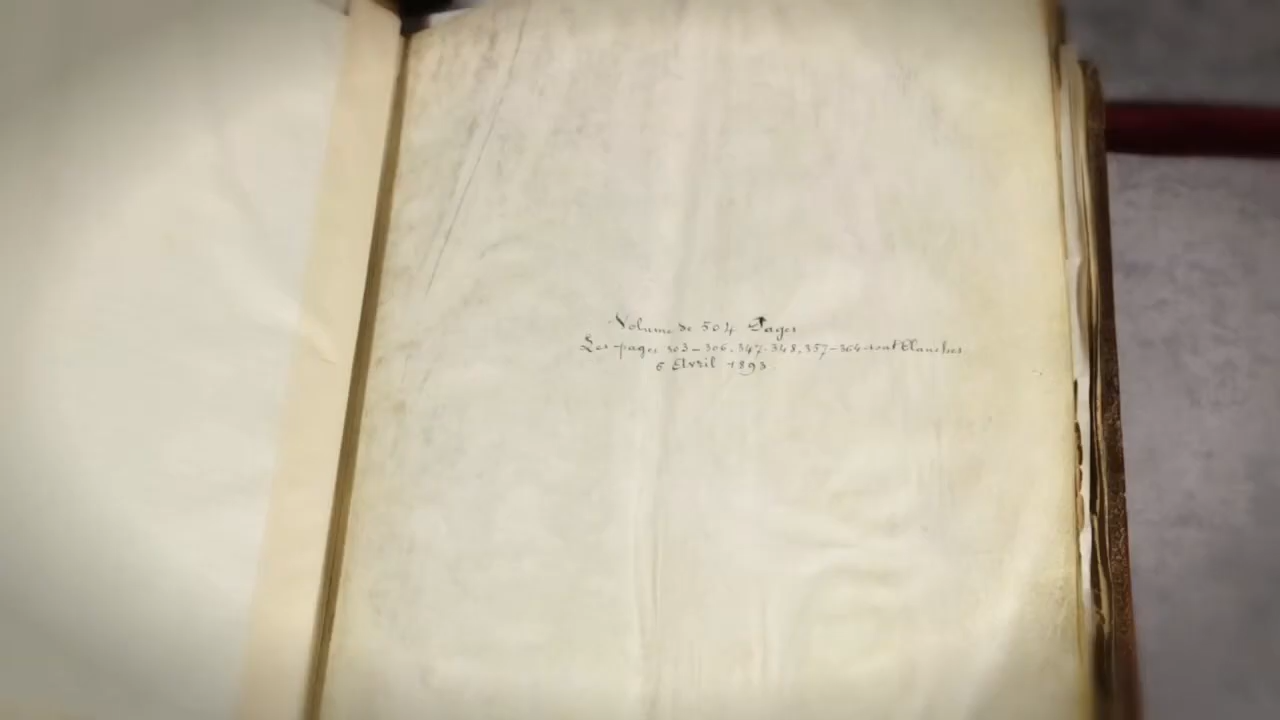 Volume de 504 Pages
Les pages 303–306, 347-348, 357–364 sont Blanches
6 Avril 1893